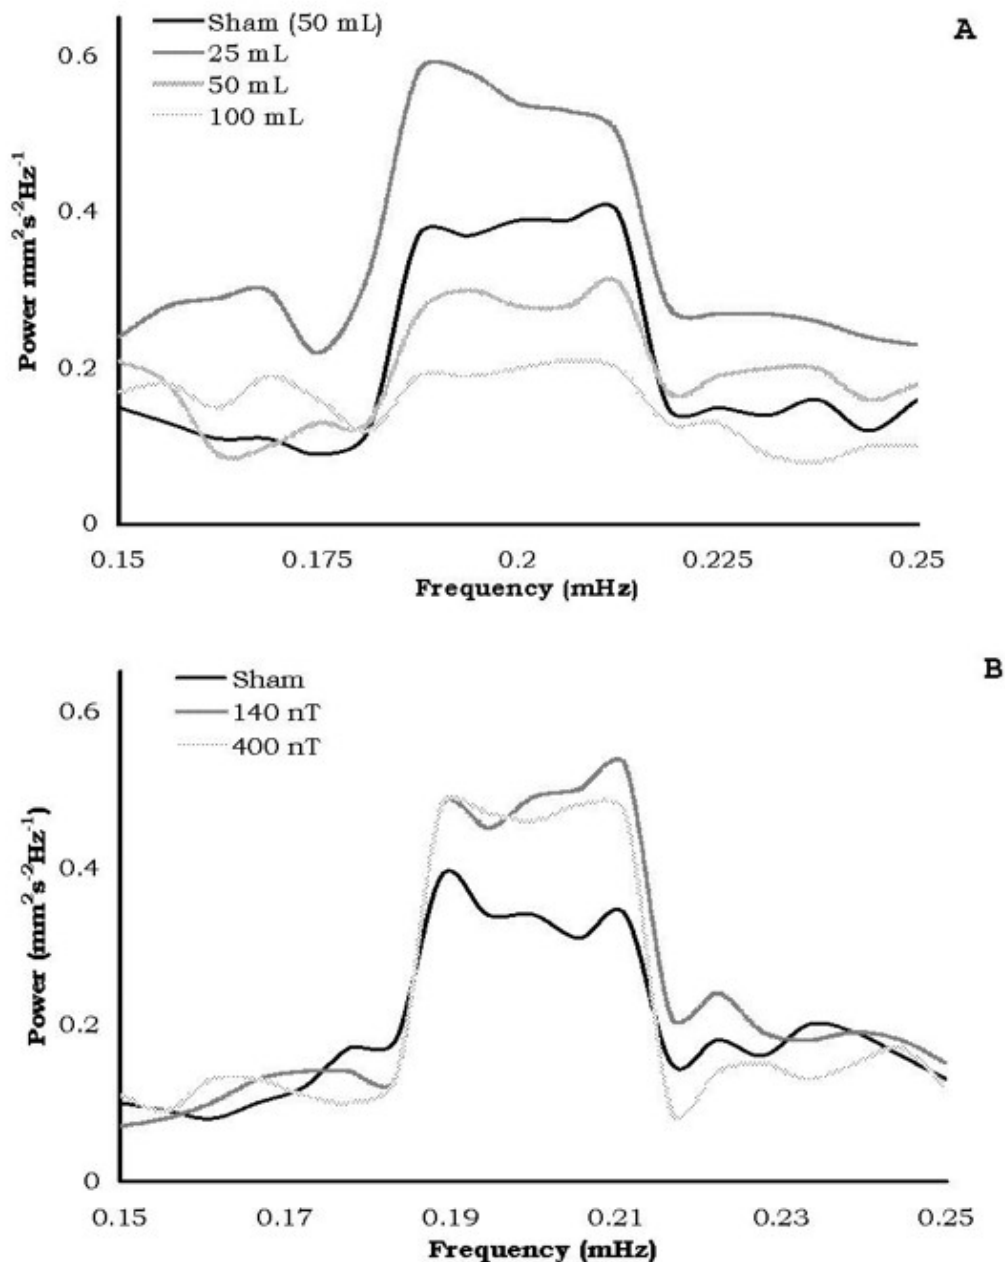 Sham (50 mL)
25 mL
50 mL
100 mL
A
0.6
0.4
0.2
0
Power mm²s⁻²Hz⁻¹
0.15 0.175 0.2 0.225 0.25
Frequency (mHz)
B
Sham
140 nT
400 nT
0.6
0.4
0.2
0
Power (mm²s⁻²Hz⁻¹)
0.15 0.17 0.19 0.21 0.23 0.25
Frequency (mHz)